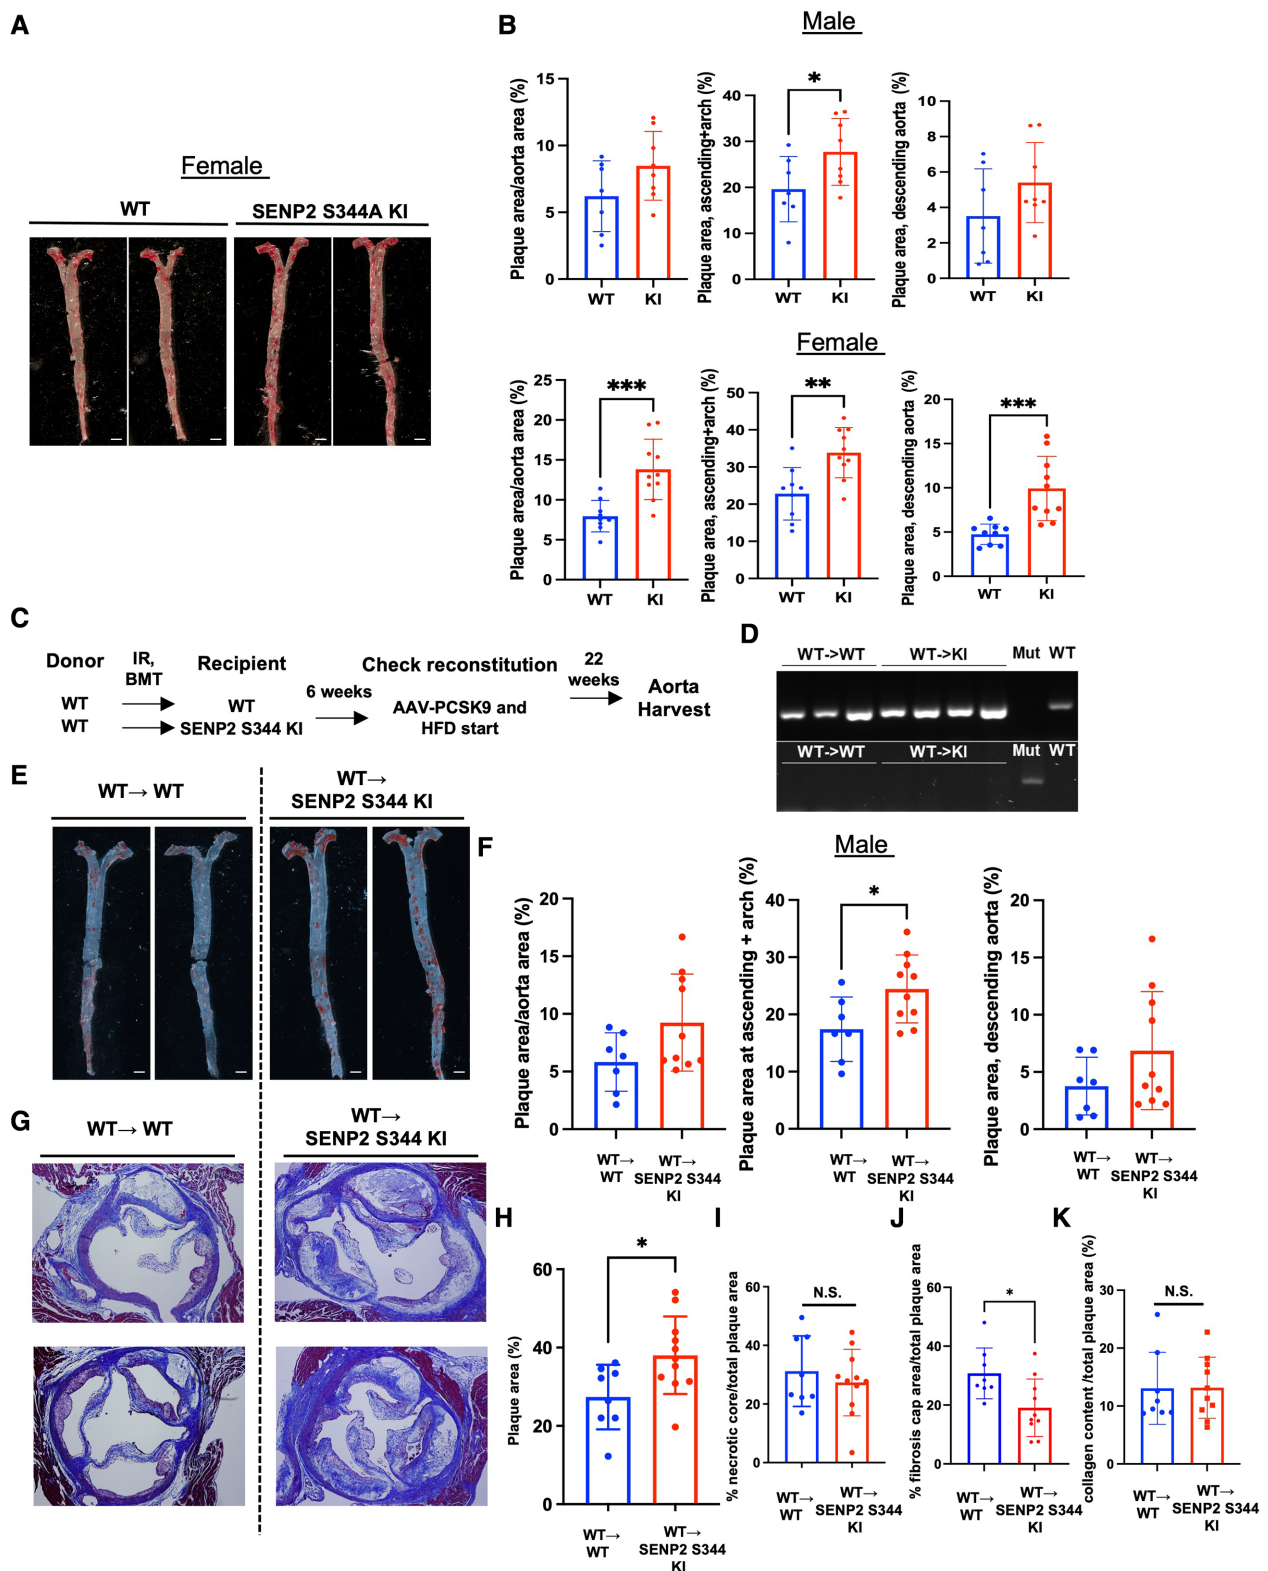 A
Female
WT
SENP2 S344A KI
B
Male
Plaque area/aorta area (%)
15
10
5
0
WT
KI
Plaque area, ascending+arch (%)
40
30
20
10
0
*
WT
KI
Plaque area, descending aorta (%)
10
8
6
4
2
0
WT
KI
Female
Plaque area/aorta area (%)
25
20
15
10
5
0
***
WT
KI
Plaque area, ascending+arch (%)
50
40
30
20
10
0
**
WT
KI
Plaque area, descending aorta (%)
20
15
10
5
0
***
WT
KI
C
Donor
IR,
BMT
Recipient
6 weeks
Check reconstitution
22
weeks
Aorta
Harvest
WT
WT
WT
SENP2 S344 KI
AAV-PCSK9 and
HFD start
D
WT->WT
WT->KI
Mut
WT
WT->WT
WT->KI
Mut
WT
E
WT→ WT
WT→
SENP2 S344 KI
F
Male
Plaque area/aorta area (%)
20
15
10
5
0
WT→
WT
WT→
SENP2 S344
KI
Plaque area at ascending + arch (%)
40
30
20
10
0
*
WT→
WT
WT→
SENP2 S344
KI
Plaque area, descending aorta (%)
20
15
10
5
0
WT→
WT
WT→
SENP2 S344
KI
G
WT→ WT
WT→
SENP2 S344 KI
H
Plaque area (%)
60
40
20
0
*
WT→
WT
WT→
SENP2 S344
KI
I
% necrotic core/total plaque area
60
40
20
0
N.S.
WT→
WT
WT→
SENP2 S344
KI
J
% fibrosis cap area/total plaque area
60
40
20
0
*
WT→
WT
WT→
SENP2 S344
KI
K
collagen content /total plaque area (%)
30
20
10
0
N.S.
WT→
WT
WT→
SENP2 S344
KI